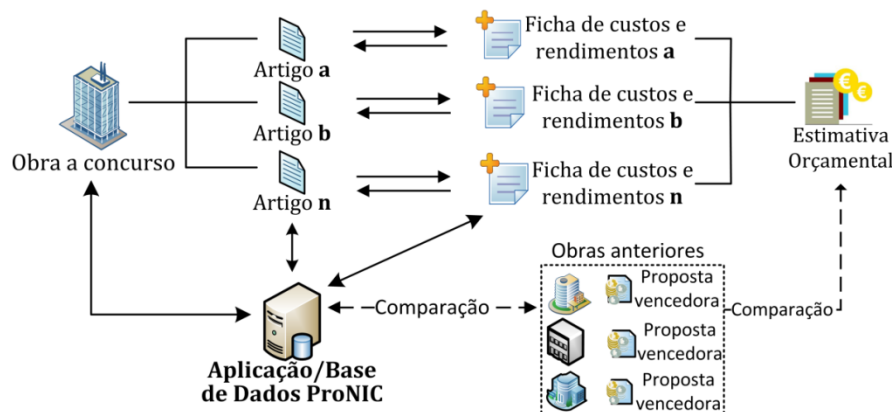 Obra a concurso
Artigo a
Artigo b
Artigo n
Ficha de custos e
rendimentos a
Ficha de custos e
rendimentos b
Ficha de custos e
rendimentos n
Estimativa
Orçamental
Aplicação/Base
de Dados ProNIC
Comparação
Obras anteriores
Proposta
vencedora
Proposta
vencedora
Proposta
vencedora
Comparação